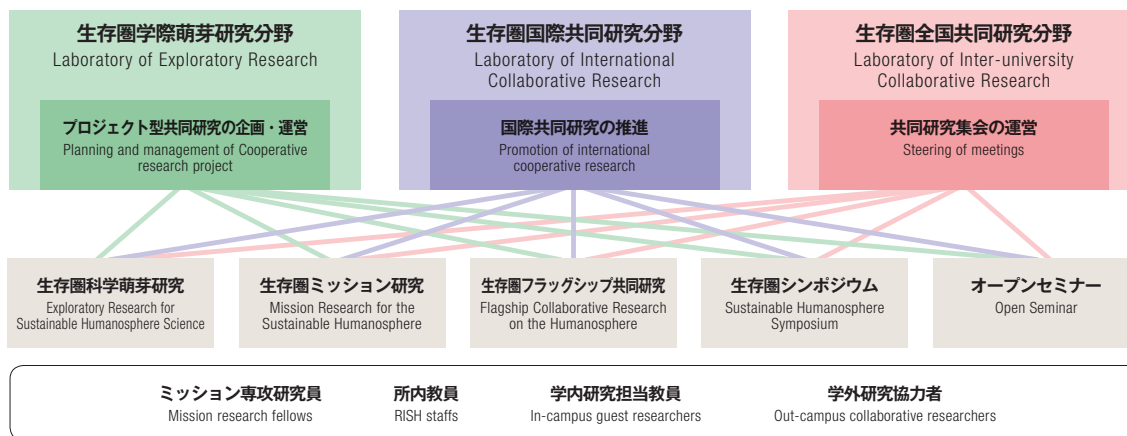 生存圏学際萌芽研究分野
Laboratory of Exploratory Research
プロジェクト型共同研究の企画・運営
Planning and management of Cooperative
research project
生存圏国際共同研究分野
Laboratory of International
Collaborative Research
国際共同研究の推進
Promotion of international
cooperative research
生存圏全国共同研究分野
Laboratory of Inter-university
Collaborative Research
共同研究集会の運営
Steering of meetings
生存圏科学萌芽研究
Exploratory Research for
Sustainable Humanosphere Science
生存圏ミッション研究
Mission Research for the
Sustainable Humanosphere
生存圏フラッグシップ共同研究
Flagship Collaborative Research
on the Humanosphere
生存圏シンポジウム
Sustainable Humanosphere
Symposium
オープンセミナー
Open Seminar
ミッション専攻研究員
Mission research fellows
所内教員
RISH staffs
学内研究担当教員
In-campus guest researchers
学外研究協力者
Out-campus collaborative researchers